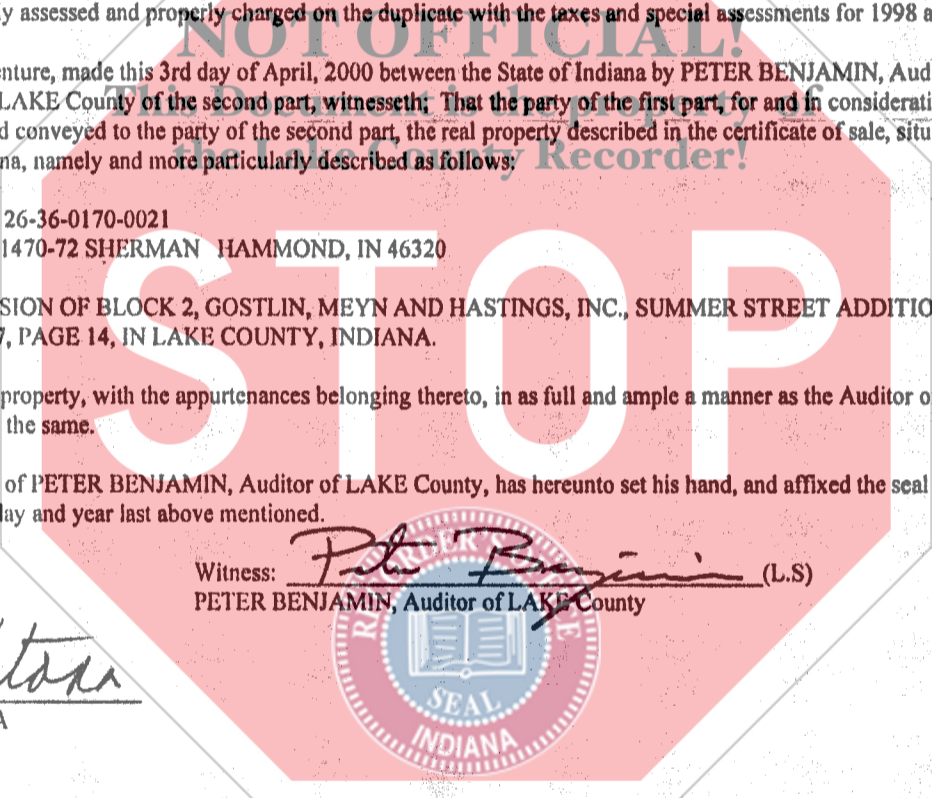 y assessed and properly charged on the duplicate with the taxes and special assessments for 1998 a
NOT OFFICIAL!
enture, made this 3rd day of April, 2000 between the State of Indiana by PETER BENJAMIN, Aud
This Document is the property of
LAKE County of the second part, witnesseth; That the party of the first part, for and in considerati
d conveyed to the party of the second part, the real property described in the certificate of sale, situ
the Lake County Recorder!
na, namely and more particularly described as follows:
26-36-0170-0021
1470-72 SHERMAN HAMMOND, IN 46320
STOP
SION OF BLOCK 2, GOSTLIN, MEYN AND HASTINGS, INC., SUMMER STREET ADDITIO
7, PAGE 14, IN LAKE COUNTY, INDIANA.
property, with the appurtenances belonging thereto, in as full and ample a manner as the Auditor o
the same.
of PETER BENJAMIN, Auditor of LAKE County, has hereunto set his hand, and affixed the seal
day and year last above mentioned.
Witness: Peter Benjamin (L.S)
PETER BENJAMIN, Auditor of LAKE County
RECORDER'S OFFICE
SEAL
INDIANA
A